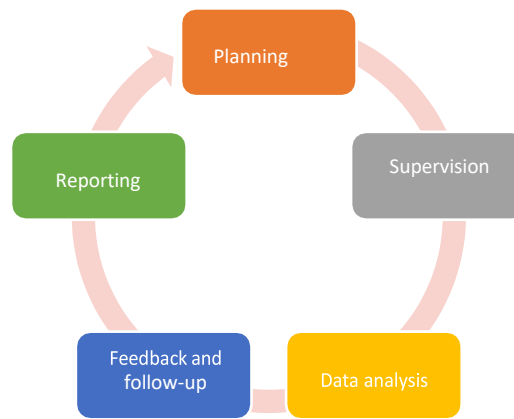 Planning
Supervision
Data analysis
Feedback and
follow-up
Reporting